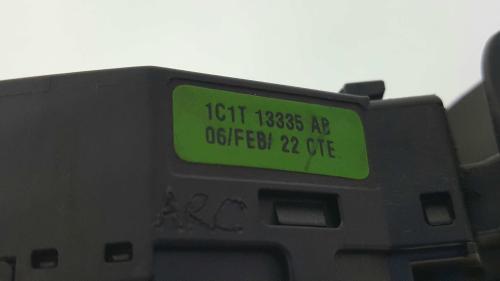 1C1T 13335 AB
06/FEB/ 22 CTE
ARC